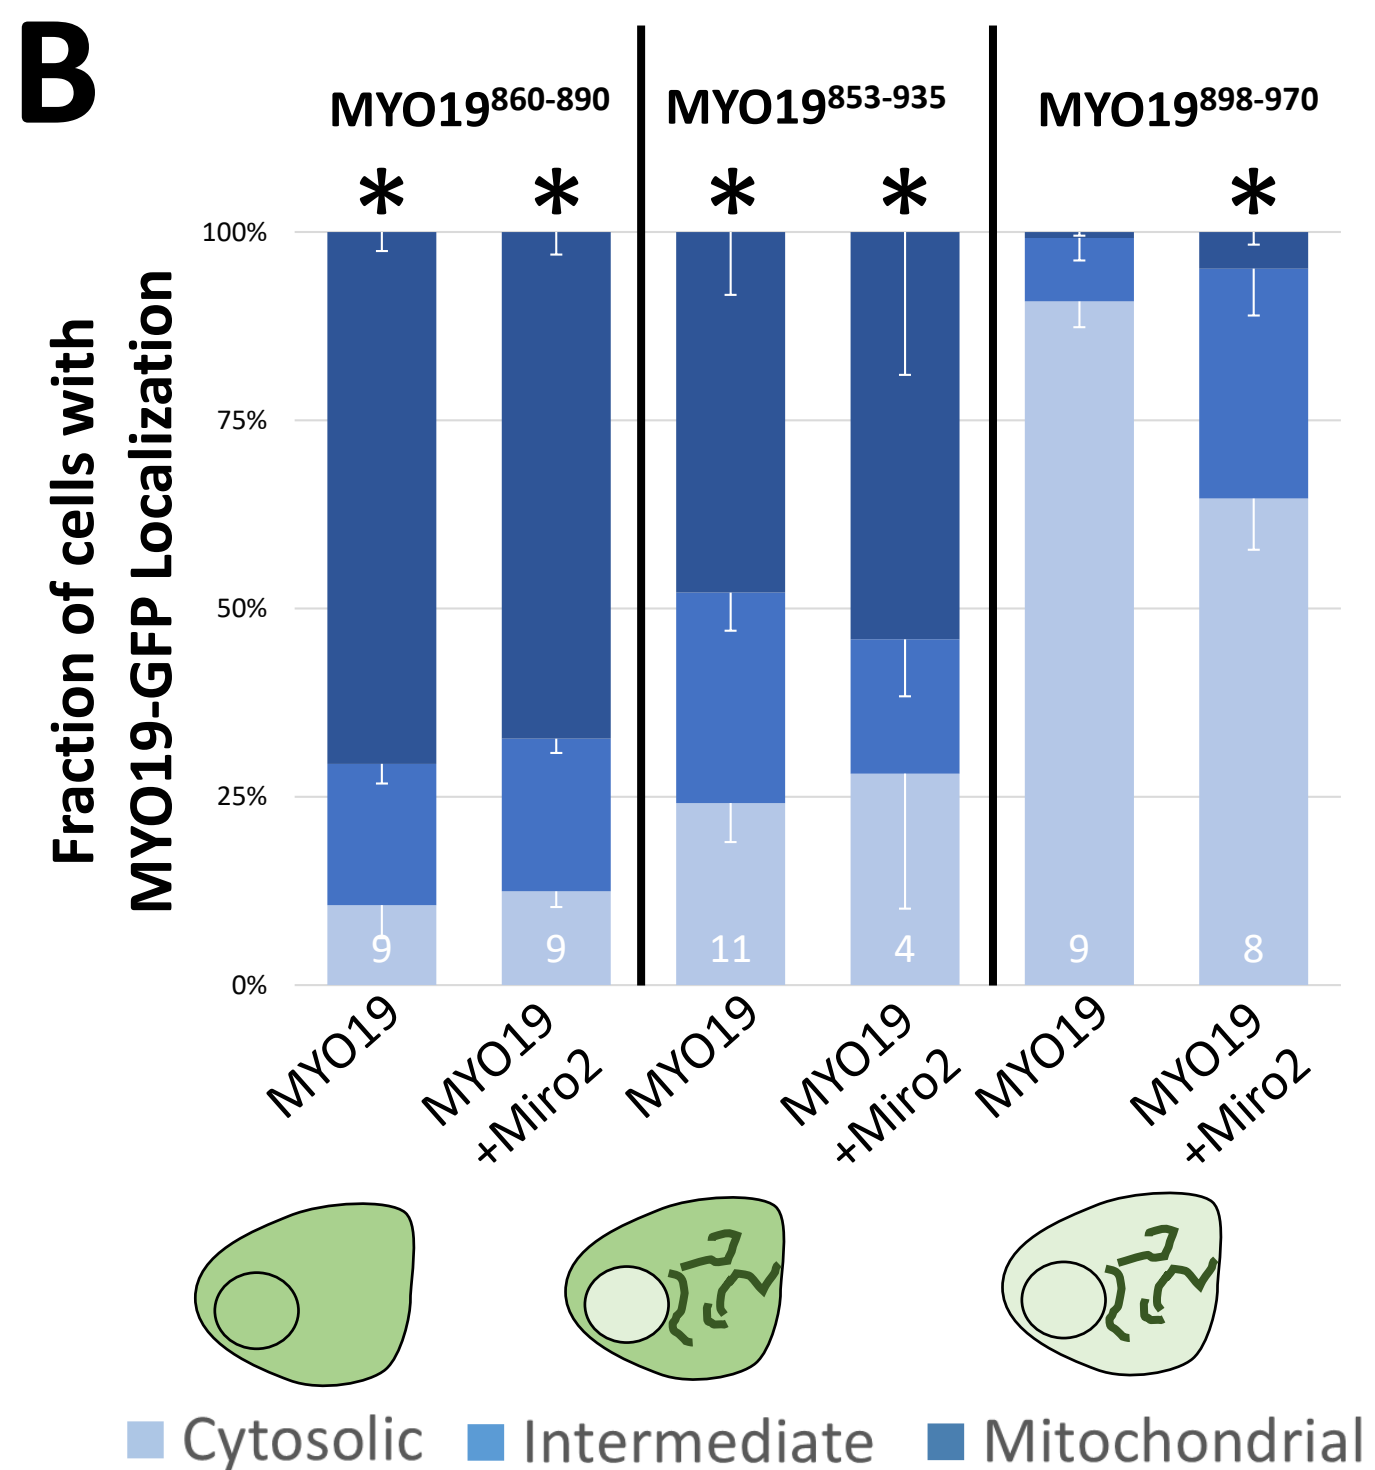 B
MYO19860-890
MYO19853-935
MYO19898-970
* * * * *
Fraction of cells with
MYO19-GFP Localization
100%
75%
50%
25%
0%
9
9
11
4
9
8
MYO19
MYO19
+Miro2
MYO19
MYO19
+Miro2
MYO19
MYO19
+Miro2
Cytosolic Intermediate Mitochondrial